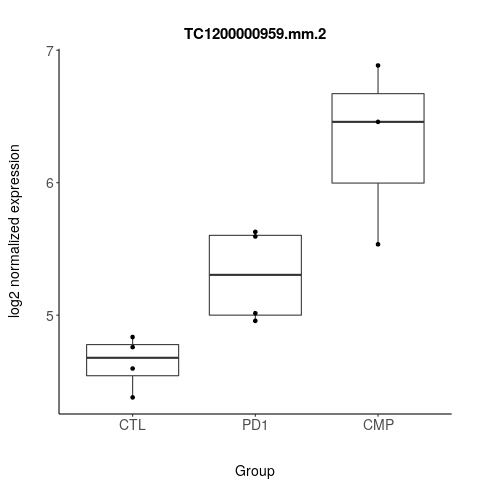 TC1200000959.mm.2
log2 normalized expression
7
6
5
CTL PD1 CMP
Group